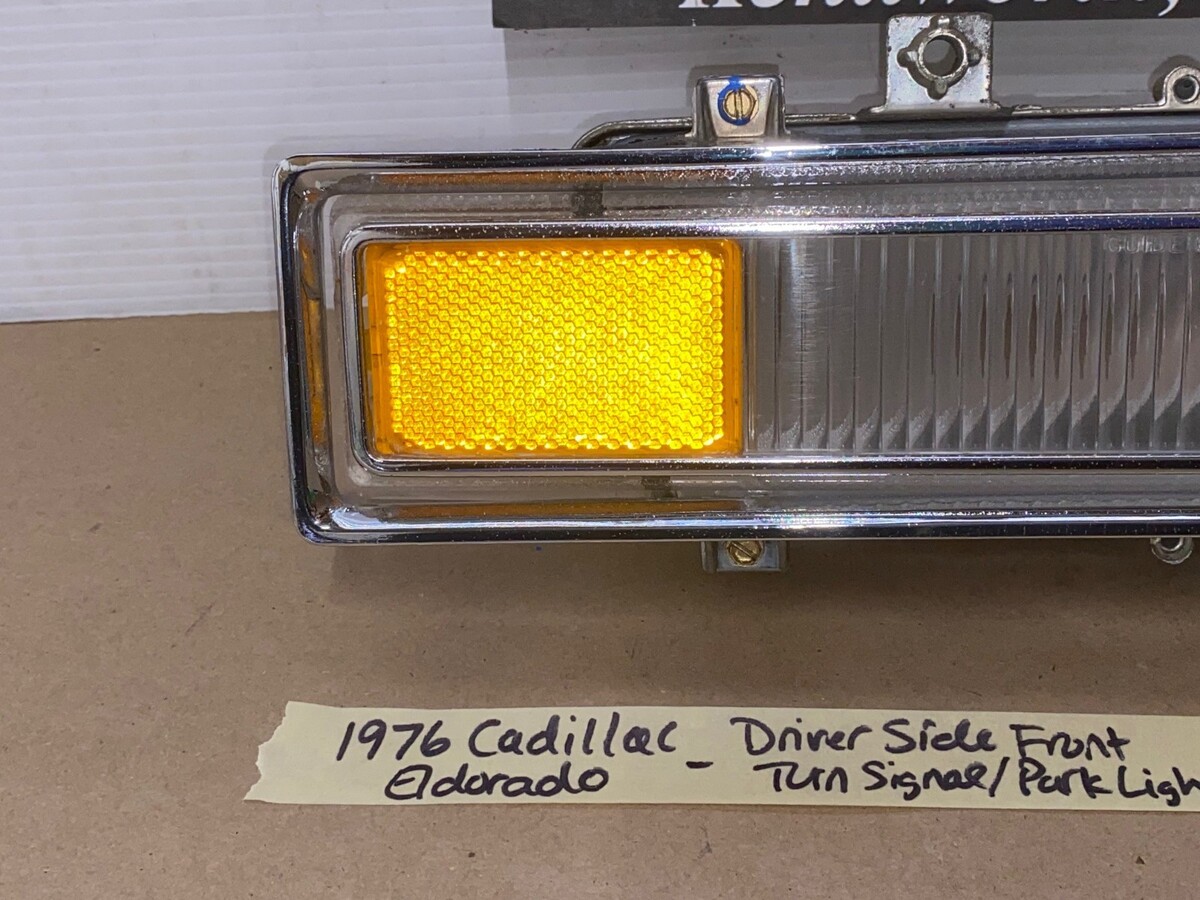 1976 Cadillac - Driver Side Front
Eldorado Turn Signal/Park Ligh